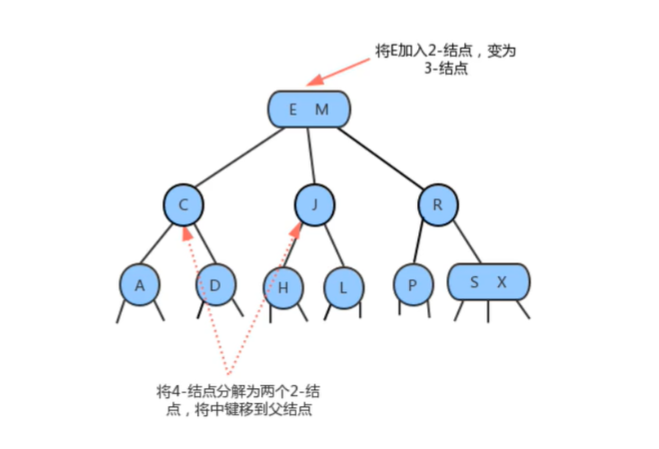 将E加入2-结点，变为
3-结点
E M
C J R
A D H L P S X
将4-结点分解为两个2-结
点，将中键移到父结点